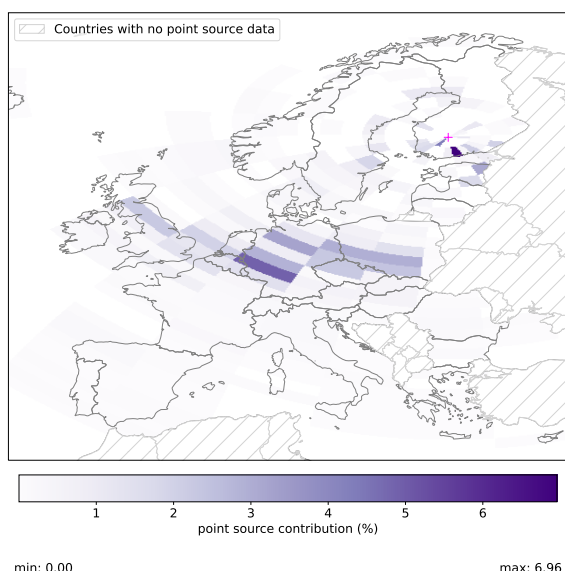 Countries with no point source data
1 2 3 4 5 6
point source contribution (%)
min: 0.00 max: 6.96